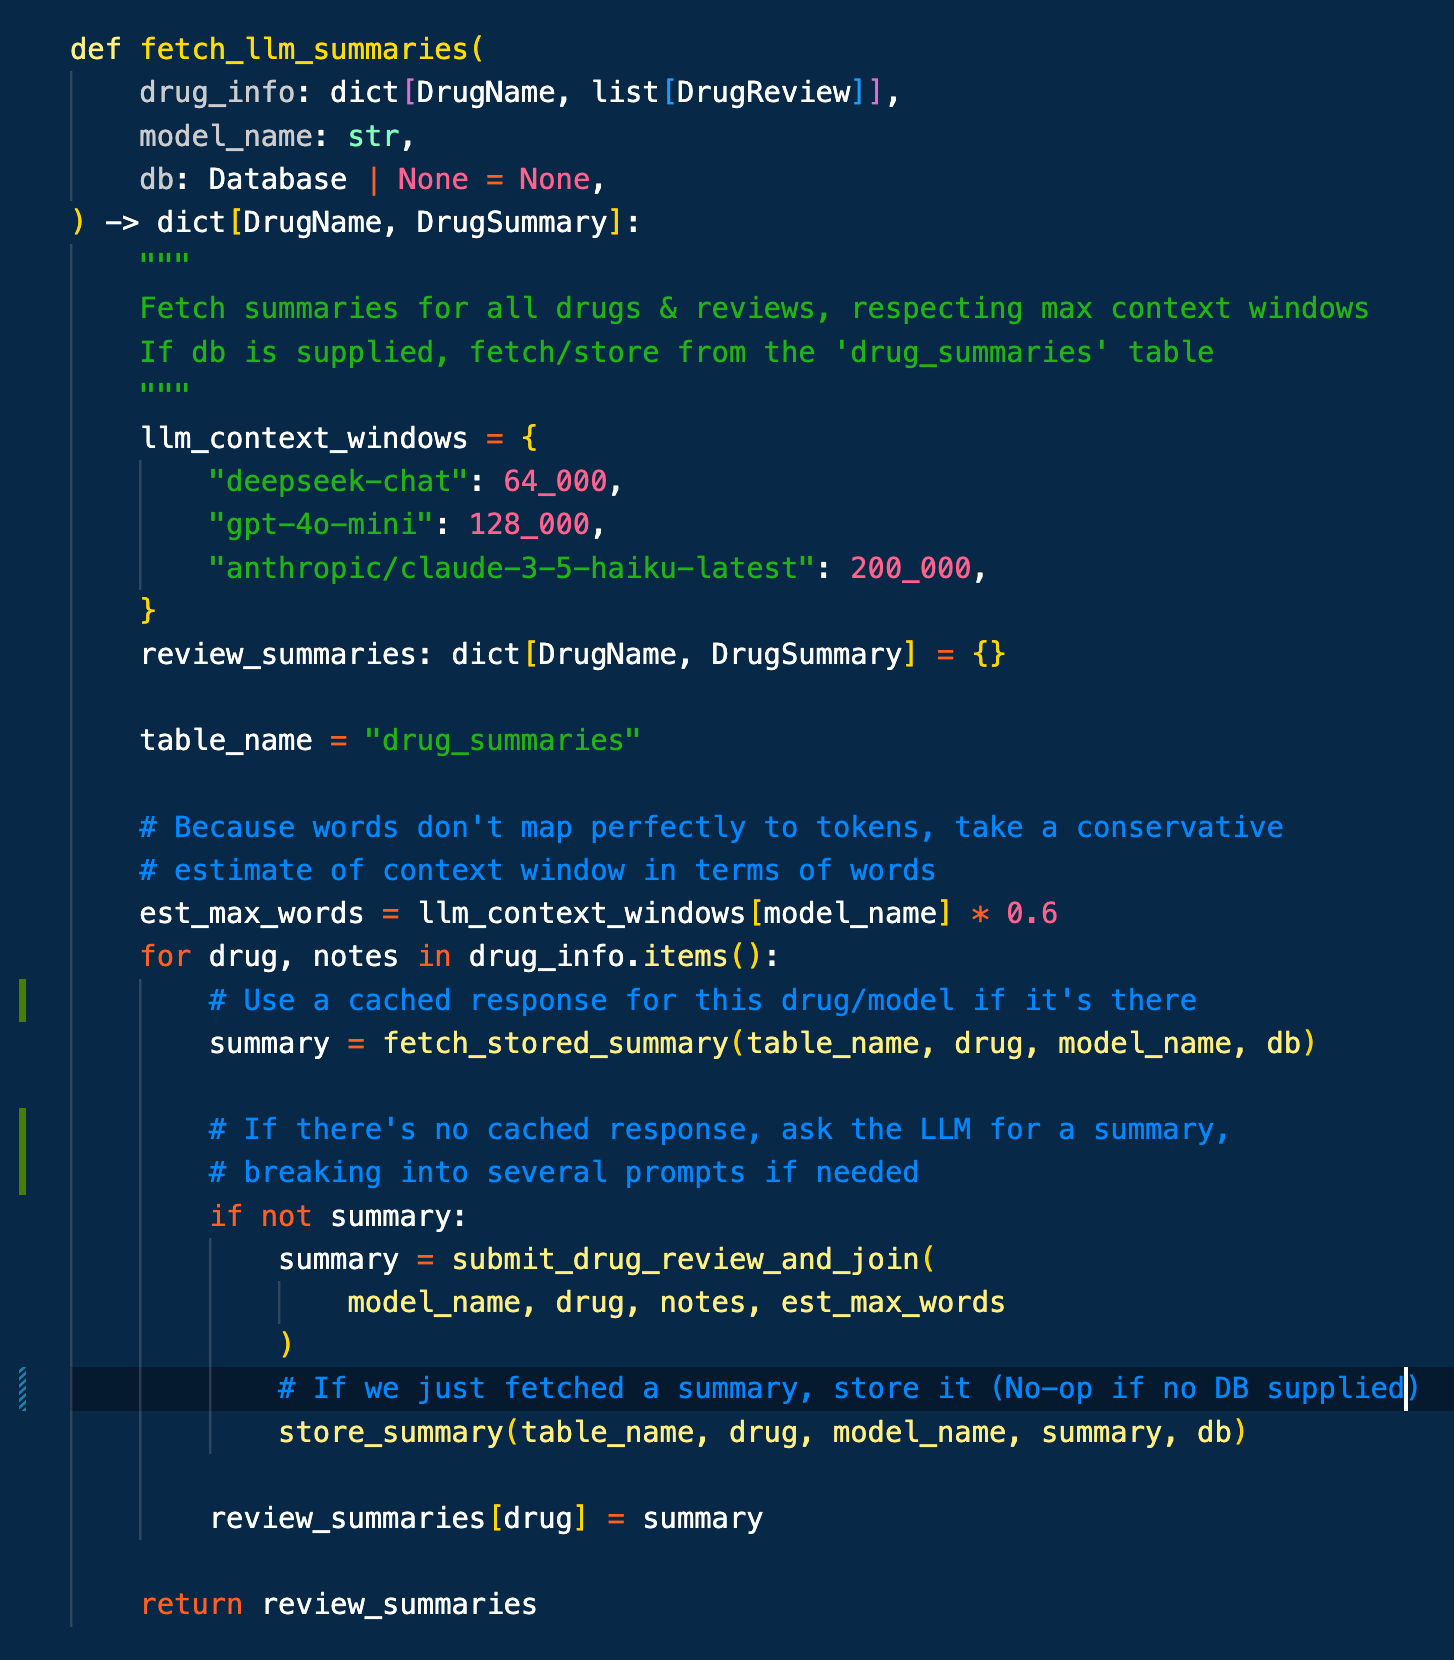 def fetch_llm_summaries(
    drug_info: dict[DrugName, list[DrugReview]],
    model_name: str,
    db: Database | None = None,
) -> dict[DrugName, DrugSummary]:
    """
    Fetch summaries for all drugs & reviews, respecting max context windows
    If db is supplied, fetch/store from the 'drug_summaries' table
    """
    llm_context_windows = {
        "deepseek-chat": 64_000,
        "gpt-4o-mini": 128_000,
        "anthropic/claude-3-5-haiku-latest": 200_000,
    }
    review_summaries: dict[DrugName, DrugSummary] = {}

    table_name = "drug_summaries"

    # Because words don't map perfectly to tokens, take a conservative
    # estimate of context window in terms of words
    est_max_words = llm_context_windows[model_name] * 0.6
    for drug, notes in drug_info.items():
        # Use a cached response for this drug/model if it's there
        summary = fetch_stored_summary(table_name, drug, model_name, db)

        # If there's no cached response, ask the LLM for a summary,
        # breaking into several prompts if needed
        if not summary:
            summary = submit_drug_review_and_join(
                model_name, drug, notes, est_max_words
            )
            # If we just fetched a summary, store it (No-op if no DB supplied)
            store_summary(table_name, drug, model_name, summary, db)

        review_summaries[drug] = summary

    return review_summaries